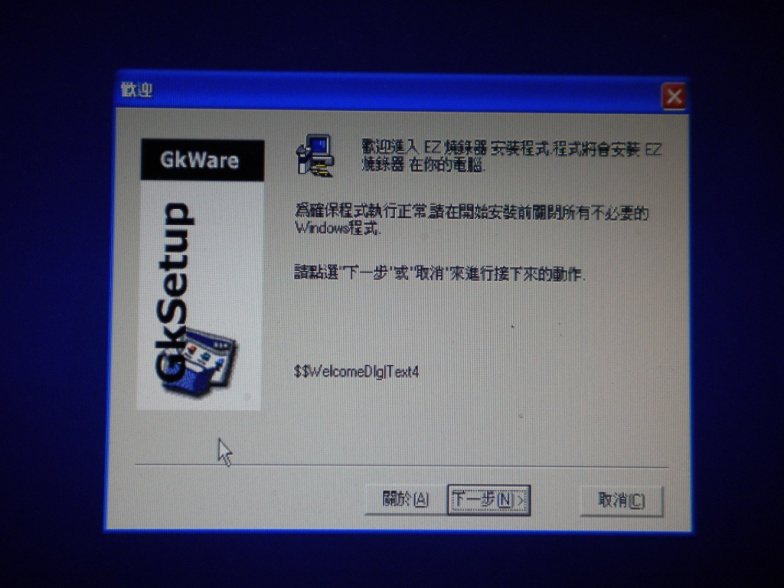 歡迎
GkWare
GkSetup
歡迎進入 EZ 燒錄器 安裝程式.程式將會安裝 EZ
燒錄器 在你的電腦.
為確保程式執行正常,請在開始安裝前關閉所有不必要的
Windows程式.
請點選"下一步"或"取消"來進行接下來的動作.
$$WelcomeDlg|Text4
關於(A)
下一步(N) >
取消(C)